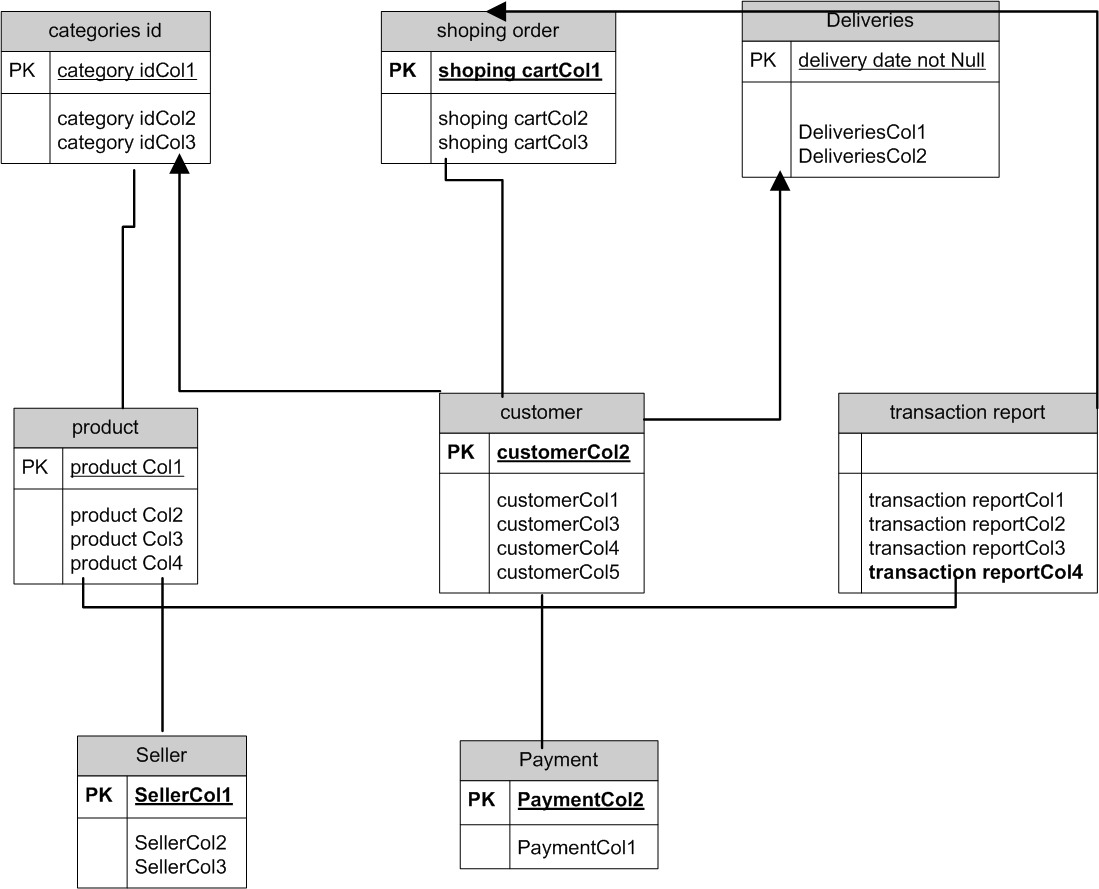 categories id
PK category idCol1
category idCol2
category idCol3
shoping order
PK shoping cartCol1
shoping cartCol2
shoping cartCol3
Deliveries
PK delivery date not Null
DeliveriesCol1
DeliveriesCol2
product
PK product Col1
product Col2
product Col3
product Col4
customer
PK customerCol2
customerCol1
customerCol3
customerCol4
customerCol5
transaction report
transaction reportCol1
transaction reportCol2
transaction reportCol3
transaction reportCol4
Seller
PK SellerCol1
SellerCol2
SellerCol3
Payment
PK PaymentCol2
PaymentCol1